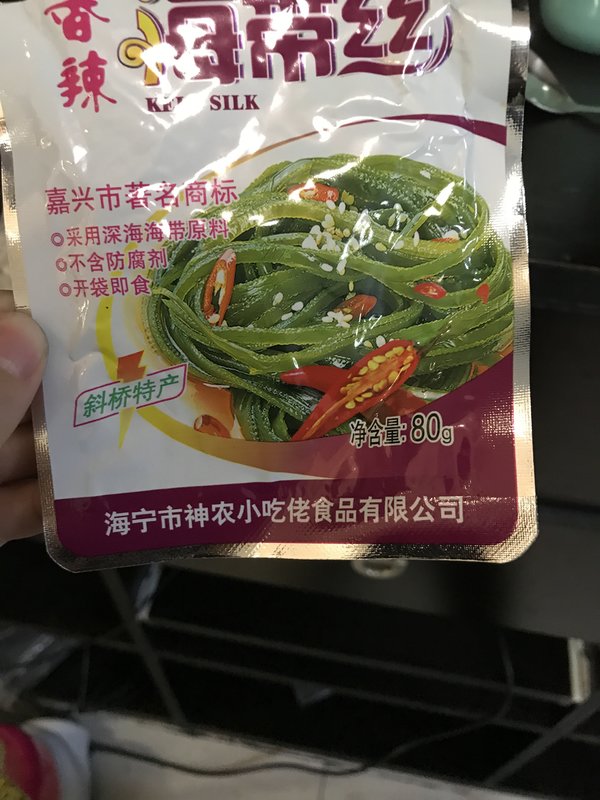 香辣
海带丝
KELP SILK
嘉兴市著名商标
◎采用深海海带原料
◎不含防腐剂
◎开袋即食
斜桥特产
净含量: 80g
海宁市神农小吃佬食品有限公司